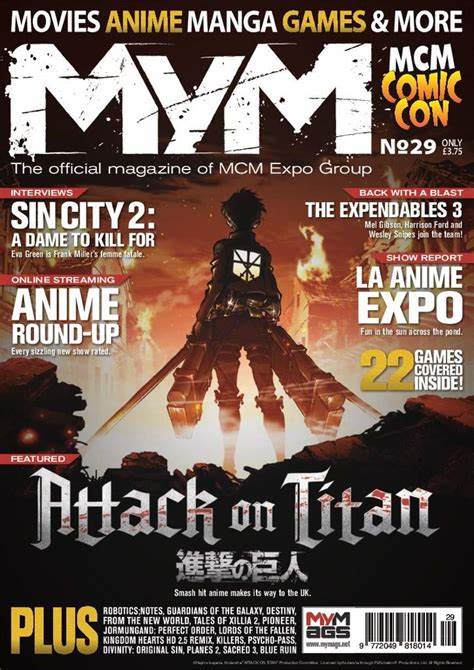 MOVIES ANIME MANGA GAMES & MORE
MyM
MCM
COMIC
CON
The official magazine of MCM Expo Group
No29 ONLY £3.75
INTERVIEWS
SIN CITY 2:
A DAME TO KILL FOR
Eva Green is Frank Miller's femme fatale.
ONLINE STREAMING
ANIME
ROUND-UP
Every sizzling new show rated.
BACK WITH A BLAST
THE EXPENDABLES 3
Mel Gibson, Harrison Ford and
Wesley Snipes join the team!
SHOW REPORT
LA ANIME
EXPO
Fun in the sun across the pond.
22 GAMES
COVERED
INSIDE!
FEATURED
Attack on Titan
進撃の巨人
Smash hit anime makes its way to the UK.
PLUS
ROBOTICS;NOTES, GUARDIANS OF THE GALAXY, DESTINY,
FROM THE NEW WORLD, TALES OF XILLIA 2, PIONEER,
JORMUNGAND: PERFECT ORDER, LORDS OF THE FALLEN,
KINGDOM HEARTS HD 2.5 REMIX, KILLERS, PSYCHO-PASS,
DIVINITY: ORIGINAL SIN, PLANES 2, SACRED 3, BLUE RUIN
MyM
AGS
www.mymags.net
29
9 772049 818014